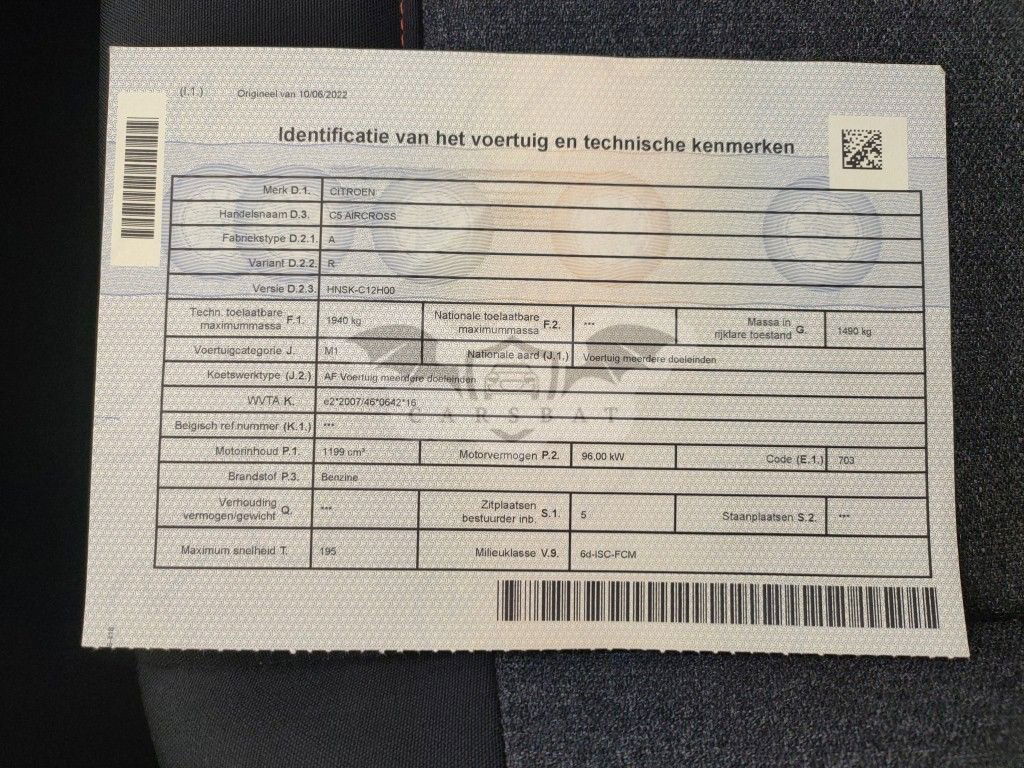 (I.1.) Origineel van 10/06/2022
Identificatie van het voertuig en technische kenmerken
Merk D.1. CITROEN
Handelsnaam D.3. C5 AIRCROSS
Fabriekstype D.2.1. A
Variant D.2.2. R
Versie D.2.3. HNSK-C12H00
Techn. toelaatbare maximummassa F.1. 1940 kg Nationale toelaatbare maximummassa F.2. *** Massa in rijklare toestand G. 1490 kg
Voertuigcategorie J. M1 Nationale aard (J.1.) Voertuig meerdere doeleinden
Koetswerktype (J.2.) AF Voertuig meerdere doeleinden
WVTA K. e2*2007/46*0642*16
CARSBAT
Belgisch ref.nummer (K.1.) ***
Motorinhoud P.1. 1199 cm³ Motorvermogen P.2. 96,00 kW Code (E.1.) 703
Brandstof P.3. Benzine
Verhouding vermogen/gewicht Q. *** Zitplaatsen bestuurder inb. S.1. 5 Staanplaatsen S.2. ***
Maximum snelheid T. 195 Milieuklasse V.9. 6d-ISC-FCM